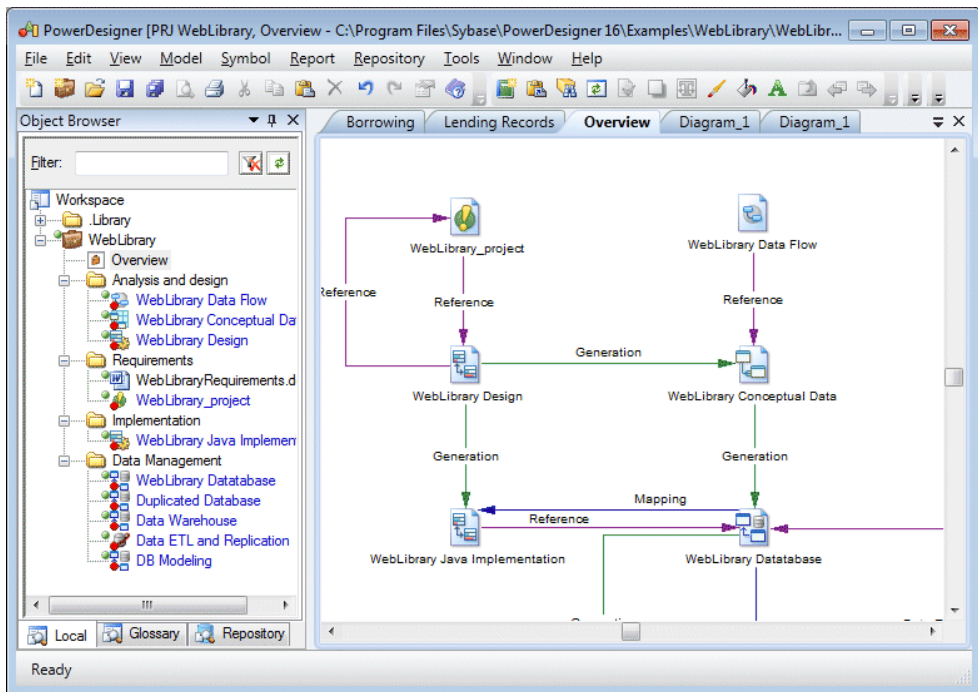 PowerDesigner [PRJ WebLibrary, Overview - C:\Program Files\Sybase\PowerDesigner16\Examples\WebLibrary\WebLibr...
File Edit View Model Symbol Report Repository Tools Window Help
Object Browser
Borrowing Lending Records Overview Diagram_1 Diagram_1
Filter:
Workspace
.Library
WebLibrary
Overview
Analysis and design
WebLibrary Data Flow
WebLibrary Conceptual Da
WebLibrary Design
Requirements
WebLibraryRequirements.d
WebLibrary_project
Implementation
WebLibrary Java Implemen
Data Management
WebLibrary Datatabase
Duplicated Database
Data Warehouse
Data ETL and Replication
DB Modeling
Local Glossary Repository
WebLibrary_project
WebLibrary Data Flow
Reference
Reference
Reference
Generation
WebLibrary Design
WebLibrary Conceptual Data
Generation
Generation
Mapping
Reference
WebLibrary Java Implementation
WebLibrary Datatabase
Ready